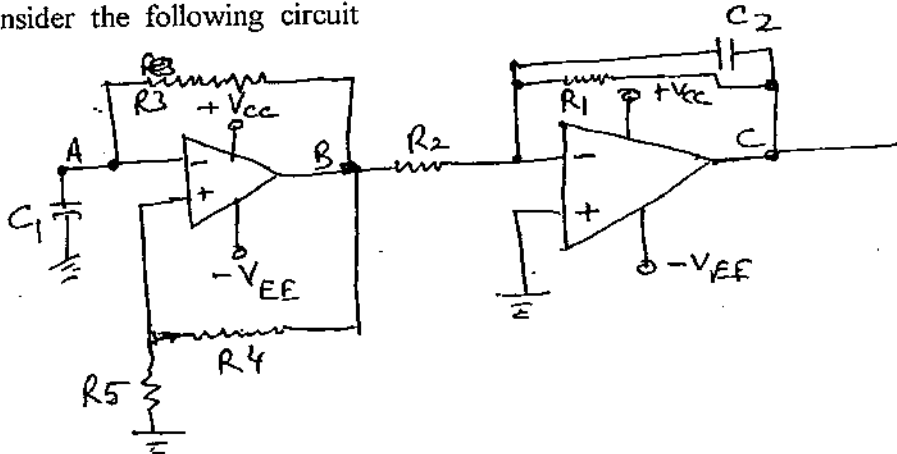 nsider the following circuit
C2
R3
+Vcc
R1
+Vcc
A
B
R2
C
C1
-VEE
-VEE
R4
R5
-
+
-
+